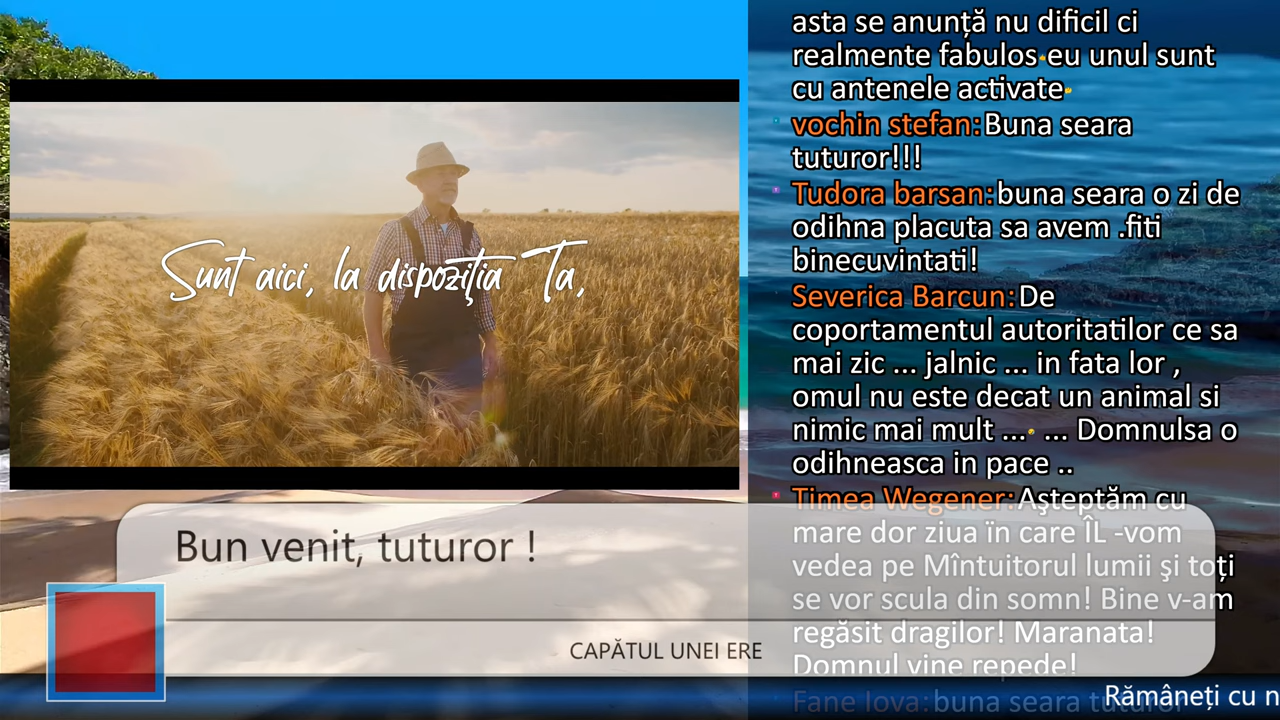 Sunt aici, la dispoziţia Ta,
asta se anunță nu dificil ci
realmente fabulos eu unul sunt
cu antenele activate
vochin stefan: Buna seara
tuturor!!!
Tudora barsan: buna seara o zi de
odihna placuta sa avem .fiti
binecuvintati!
Severica Barcun: De
coportamentul autoritatilor ce sa
mai zic ... jalnic ... in fata lor ,
omul nu este decat un animal si
nimic mai mult ... ... Domnulsa o
odihneasca in pace ..
Timea Wegener: Aşteptăm cu
mare dor ziua ïn care ÎL -vom
vedea pe Mîntuitorul lumii şi toți
se vor scula din somn! Bine v-am
regăsit dragilor! Maranata!
Domnul vine repede!
Fane Iova: buna seara tuturor
Bun venit, tuturor !
CAPĂTUL UNEI ERE
Rămâneți cu n